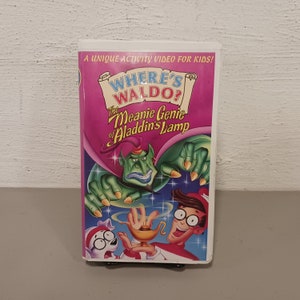 A UNIQUE ACTIVITY VIDEO FOR KIDS!
WHERE'S
WALDO?
The
Meanie Genie
of Aladdin's Lamp